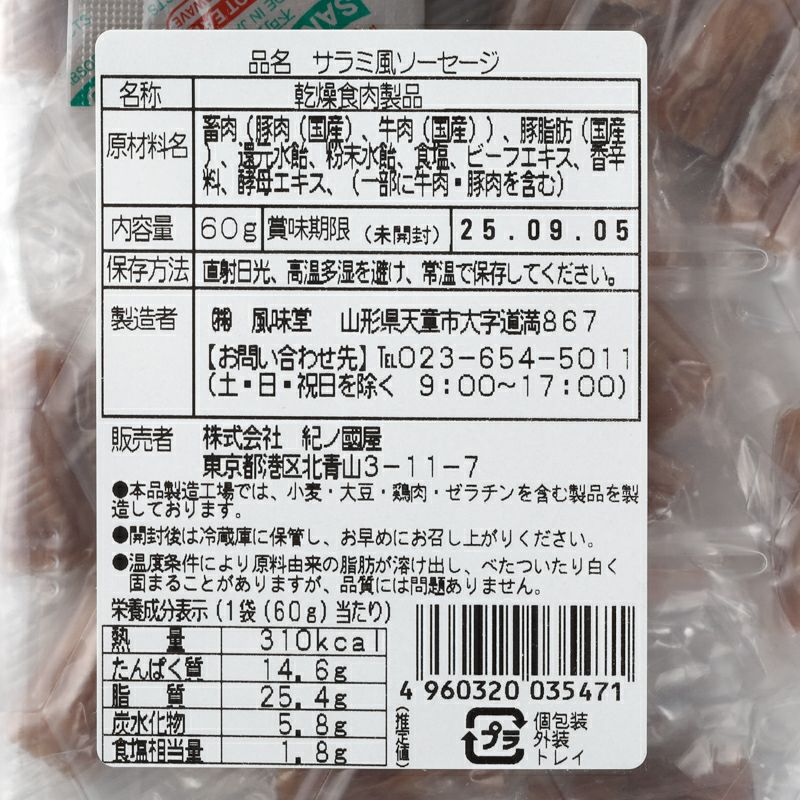 品名 サラミ風ソーセージ
名称 乾燥食肉製品
原材料名 畜肉（豚肉（国産）、牛肉（国産））、豚脂肪（国産
）、還元水飴、粉末水飴、食塩、ビーフエキス、香辛
料、酵母エキス、（一部に牛肉・豚肉を含む）
内容量 60g 賞味期限（未開封） 25.09.05
保存方法 直射日光、高温多湿を避け、常温で保存してください。
製造者 ㈱ 風味堂 山形県天童市大字道満867
【お問い合わせ先】℡023-654-5011
（土・日・祝日を除く 9:00～17:00）
販売者 株式会社 紀ノ國屋
東京都港区北青山3-11-7
●本品製造工場では、小麦・大豆・鶏肉・ゼラチンを含む製品を製
造しております。
●開封後は冷蔵庫に保管し、お早めにお召し上がりください。
●温度条件により原料由来の脂肪が溶け出し、べたついたり白く
固まることがありますが、品質には問題ありません。
栄養成分表示（1袋（60g）当たり）
熱量 310kcal
たんぱく質 14.6g
脂質 25.4g
炭水化物 5.8g
食塩相当量 1.8g
（推定値）
4 960320 035471
プラ
個包装
外装
トレイ